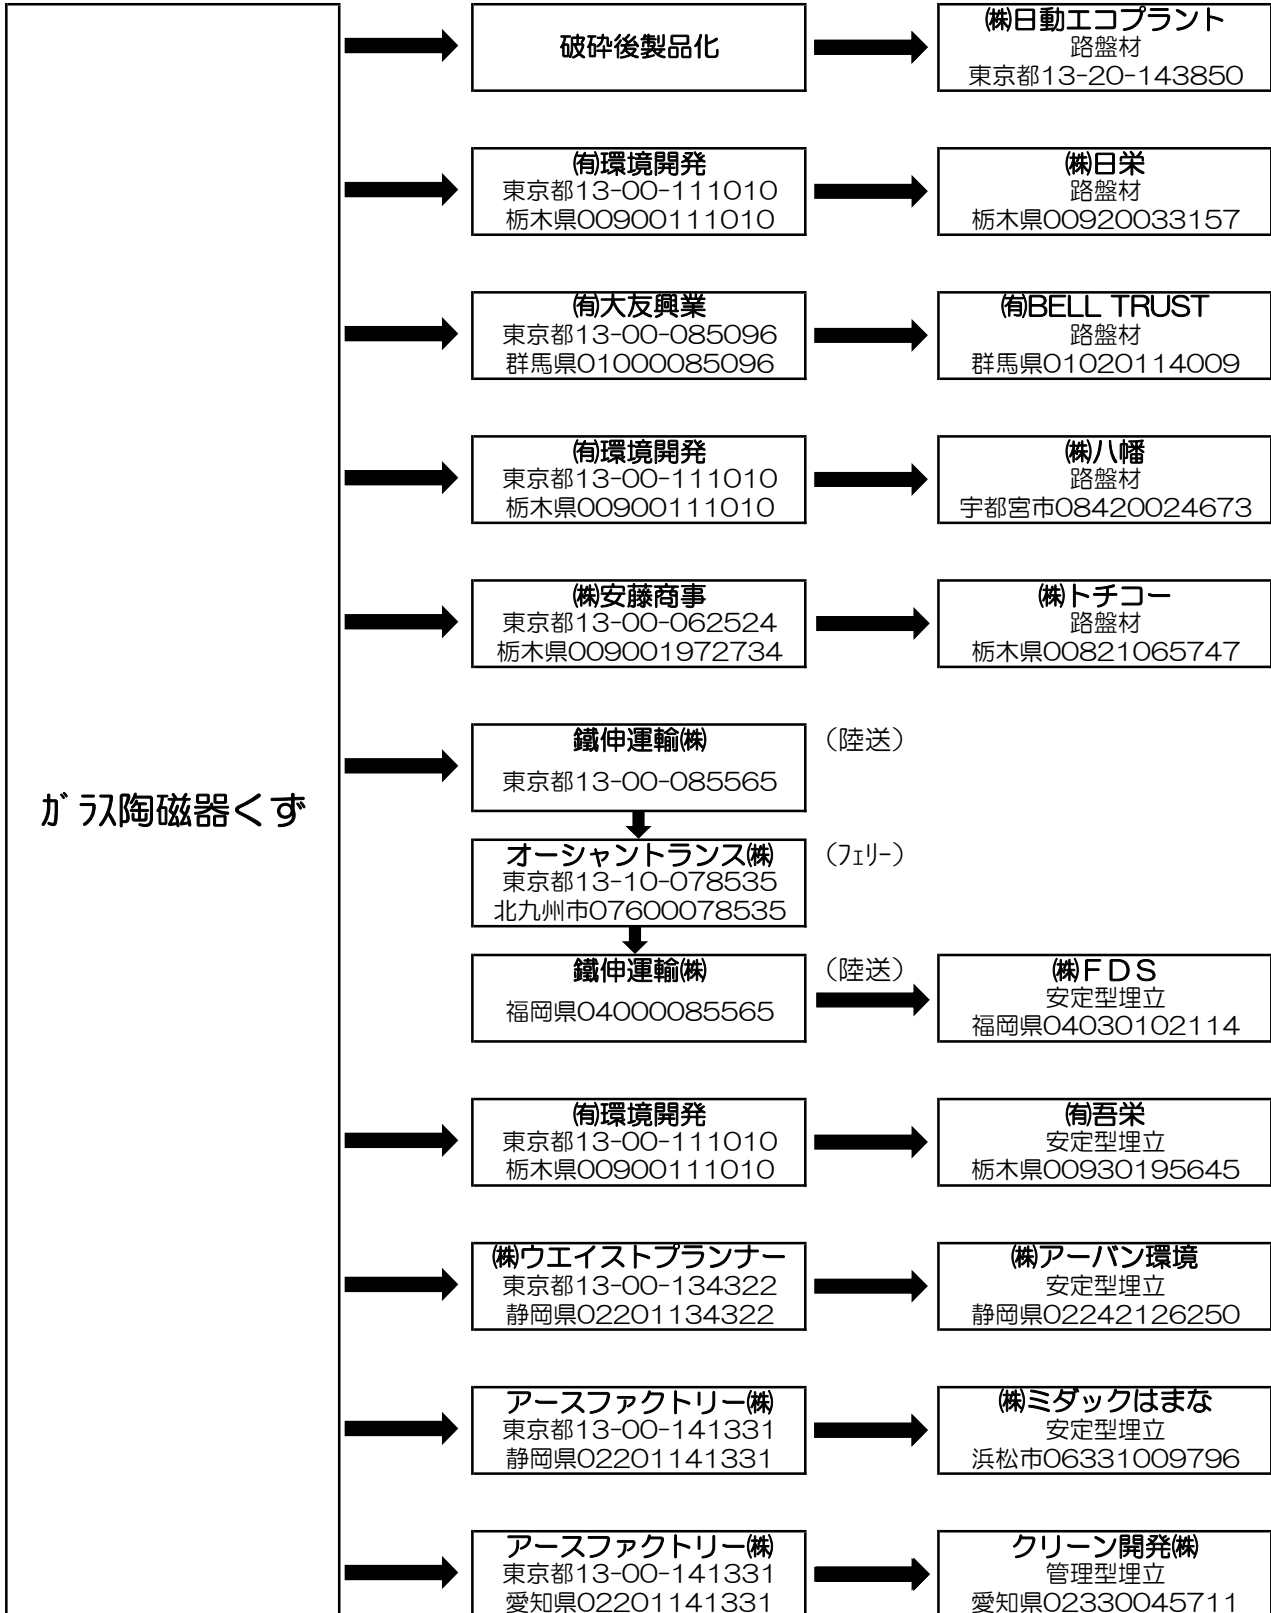 ガラス陶磁器くず
破砕後製品化
㈱日動エコプラント
路盤材
東京都13-20-143850
㈲環境開発
東京都13-00-111010
栃木県00900111010
㈱日栄
路盤材
栃木県00920033157
㈲大友興業
東京都13-00-085096
群馬県01000085096
㈲BELL TRUST
路盤材
群馬県01020114009
㈲環境開発
東京都13-00-111010
栃木県00900111010
㈱八幡
路盤材
宇都宮市08420024673
㈱安藤商事
東京都13-00-062524
栃木県009001972734
㈱トチコー
路盤材
栃木県00821065747
鐵伸運輸㈱
東京都13-00-085565
（陸送）
オーシャントランス㈱
東京都13-10-078535
北九州市07600078535
（ﾌｪﾘｰ）
鐵伸運輸㈱
福岡県04000085565
（陸送）
㈱ＦＤＳ
安定型埋立
福岡県04030102114
㈲環境開発
東京都13-00-111010
栃木県00900111010
㈲吾栄
安定型埋立
栃木県00930195645
㈱ウエイストプランナー
東京都13-00-134322
静岡県02201134322
㈱アーバン環境
安定型埋立
静岡県02242126250
アースファクトリー㈱
東京都13-00-141331
静岡県02201141331
㈱ミダックはまな
安定型埋立
浜松市06331009796
アースファクトリー㈱
東京都13-00-141331
愛知県02201141331
クリーン開発㈱
管理型埋立
愛知県02330045711